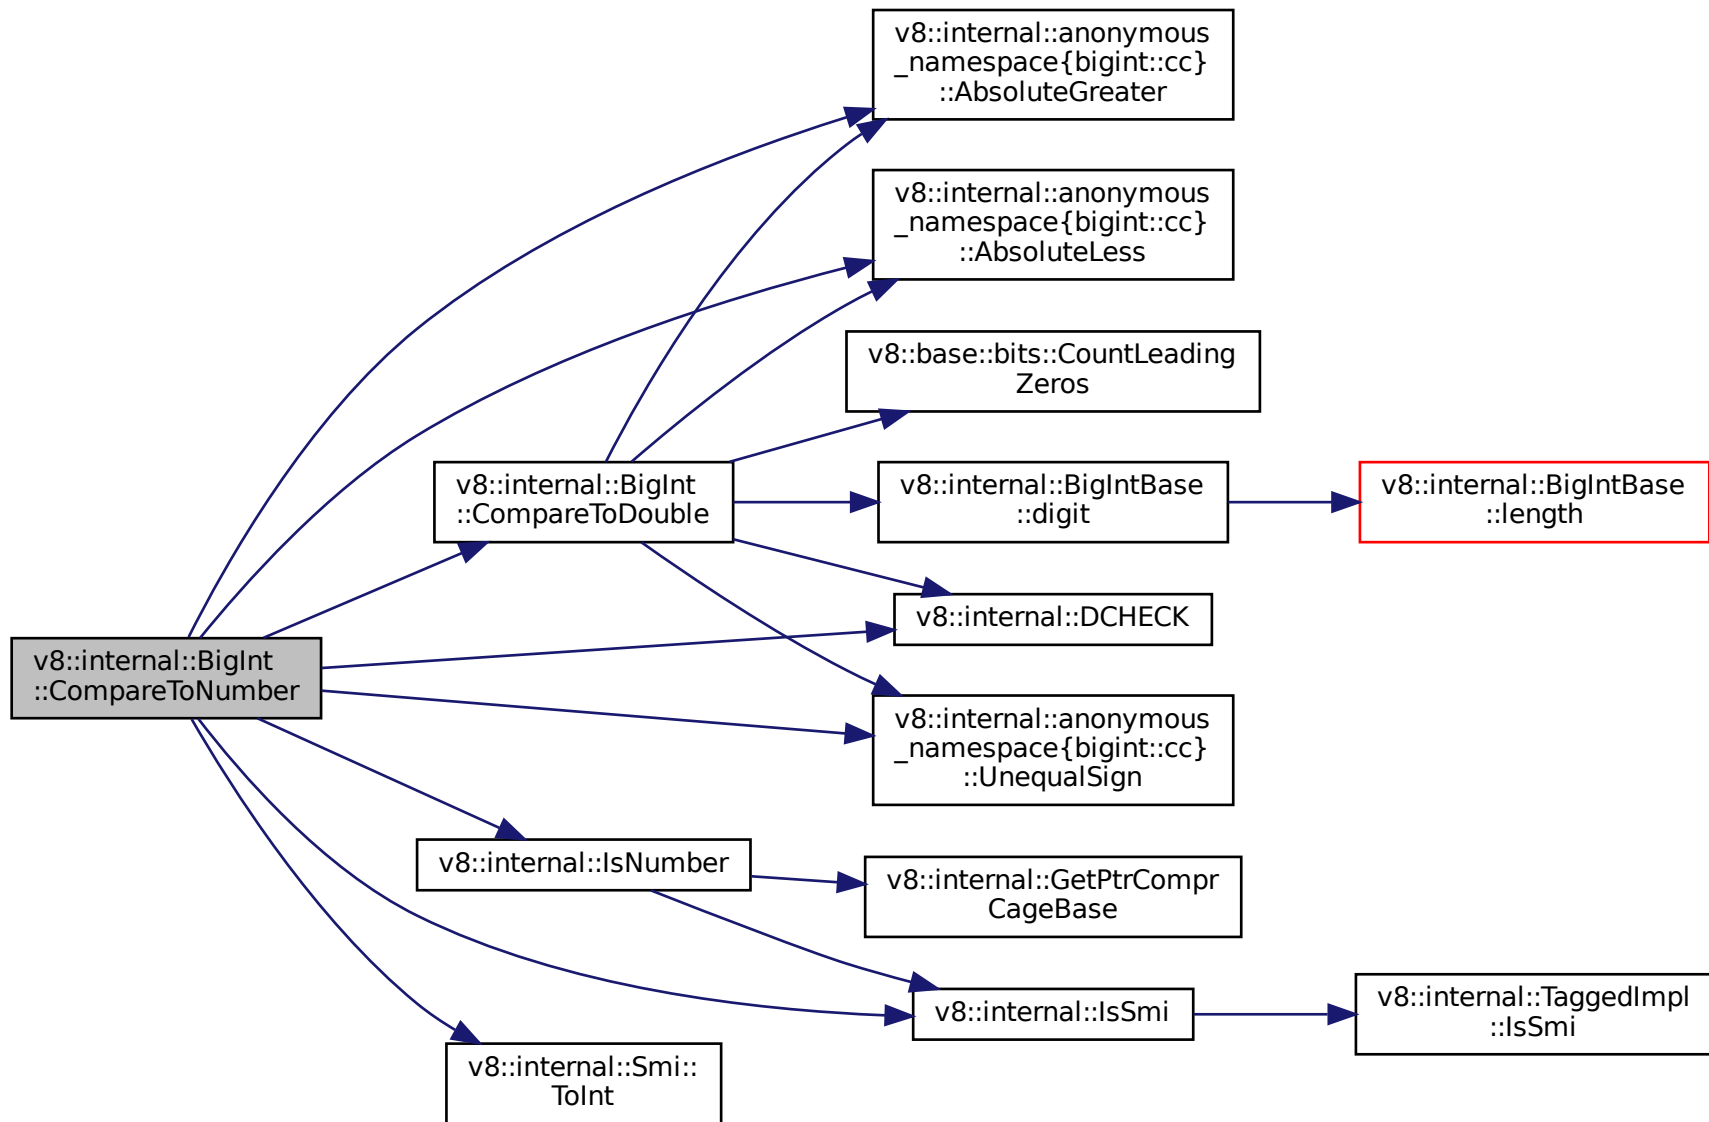 v8::internal::anonymous
_namespace{bigint::cc}
::AbsoluteGreater
v8::internal::anonymous
_namespace{bigint::cc}
::AbsoluteLess
v8::base::bits::CountLeading
Zeros
v8::internal::BigInt
::CompareToDouble
v8::internal::BigIntBase
::digit
v8::internal::BigIntBase
::length
v8::internal::DCHECK
v8::internal::BigInt
::CompareToNumber
v8::internal::anonymous
_namespace{bigint::cc}
::UnequalSign
v8::internal::IsNumber
v8::internal::GetPtrCompr
CageBase
v8::internal::IsSmi
v8::internal::TaggedImpl
::IsSmi
v8::internal::Smi::
ToInt